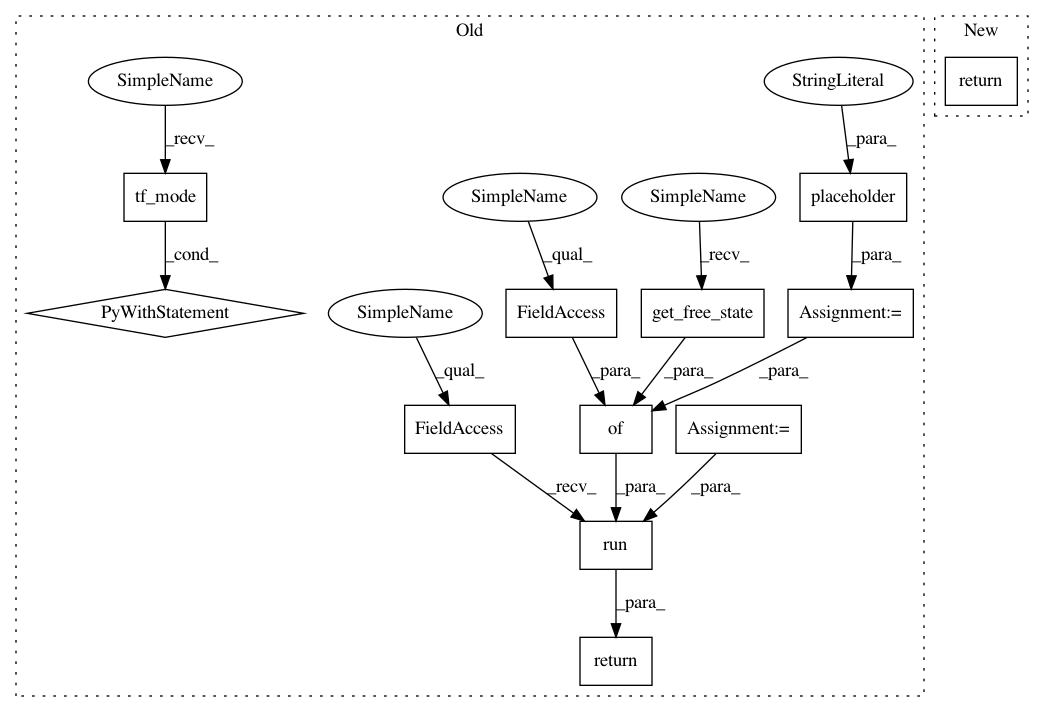 Old
New
SimpleName
StringLiteral
return
_recv_
_para_
tf_mode
SimpleName
SimpleName
placeholder
_cond_
_qual_
_recv_
_para_
PyWithStatement
SimpleName
FieldAccess
get_free_state
Assignment:=
_qual_
_para_
_para_
_para_
FieldAccess
of
Assignment:=
_recv_
_para_
_para_
run
_para_
return